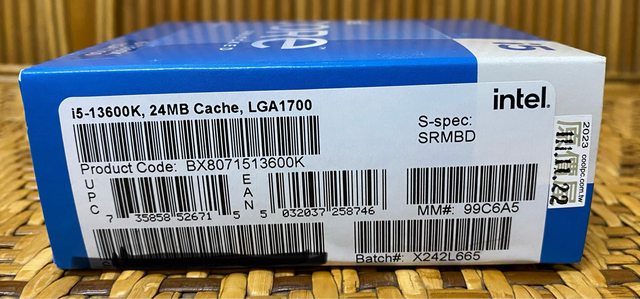 i5
i5-13600K, 24MB Cache, LGA1700
intel.
S-spec:
SRMBD
Product Code: BX8071513600K
UPC
7 35858 52671 5
EAN
5 032037 258746
MM#: 99C6A5
Batch#: X242L665
2023
coolpc.com.tw